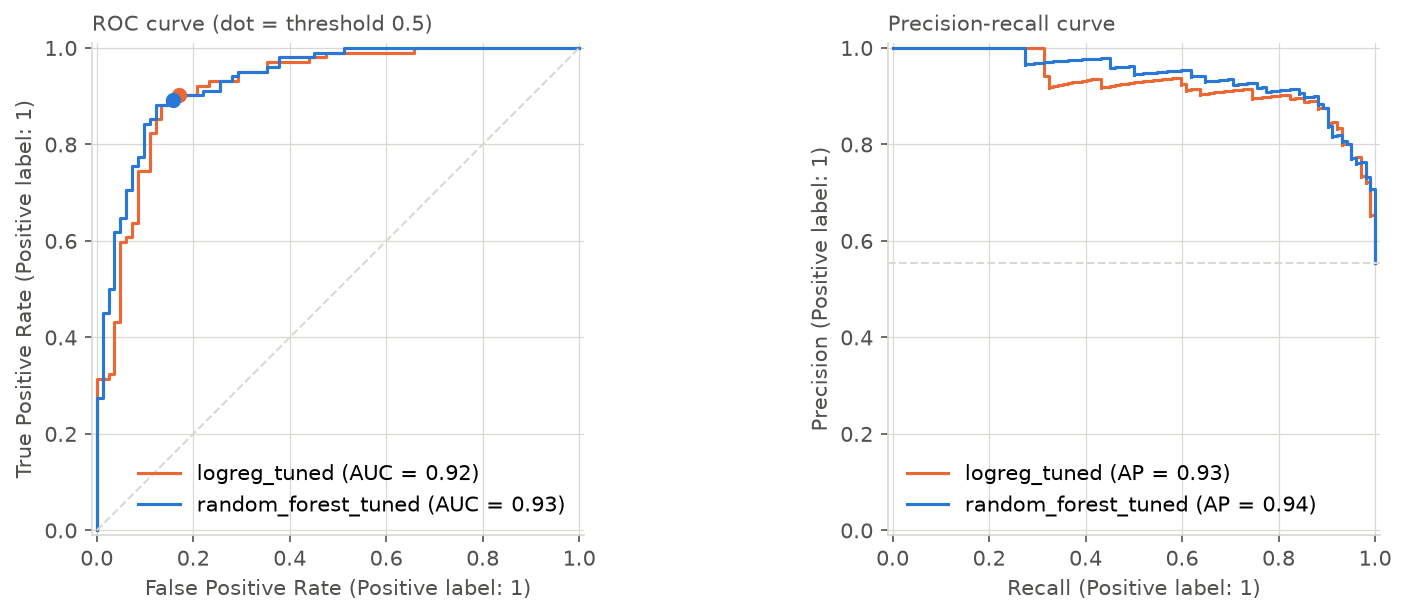 ROC curve (dot = threshold 0.5)
True Positive Rate (Positive label: 1)
1.0
0.8
0.6
0.4
0.2
0.0
logreg_tuned (AUC = 0.92)
random_forest_tuned (AUC = 0.93)
0.0 0.2 0.4 0.6 0.8 1.0
False Positive Rate (Positive label: 1)
Precision-recall curve
Precision (Positive label: 1)
1.0
0.8
0.6
0.4
0.2
0.0
logreg_tuned (AP = 0.93)
random_forest_tuned (AP = 0.94)
0.0 0.2 0.4 0.6 0.8 1.0
Recall (Positive label: 1)